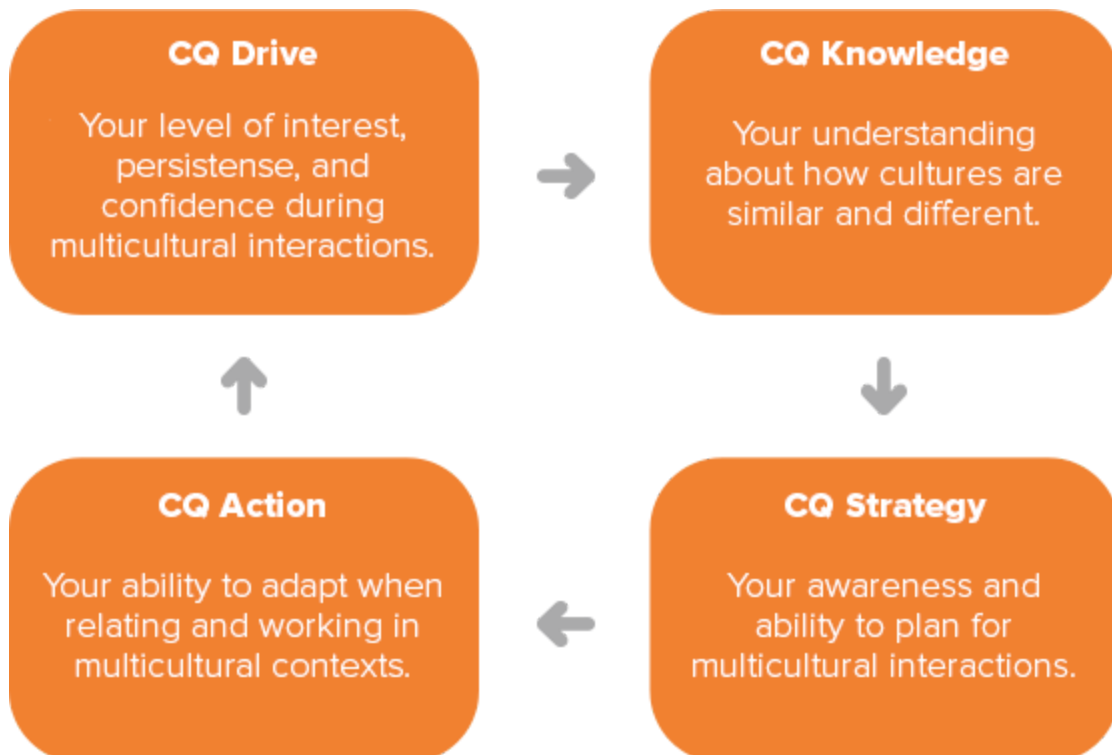 CQ Drive
Your level of interest,
persistense, and
confidence during
multicultural interactions.
CQ Knowledge
Your understanding
about how cultures are
similar and different.
CQ Action
Your ability to adapt when
relating and working in
multicultural contexts.
CQ Strategy
Your awareness and
ability to plan for
multicultural interactions.